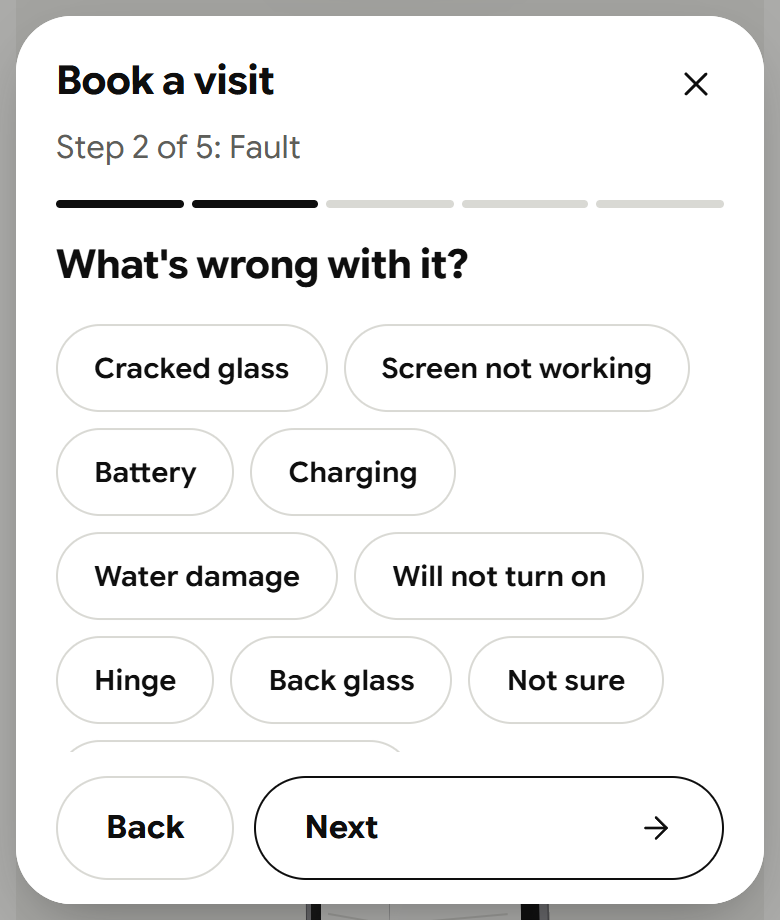 Book a visit
Step 2 of 5: Fault
What's wrong with it?
Cracked glass
Screen not working
Battery
Charging
Water damage
Will not turn on
Hinge
Back glass
Not sure
Back
Next